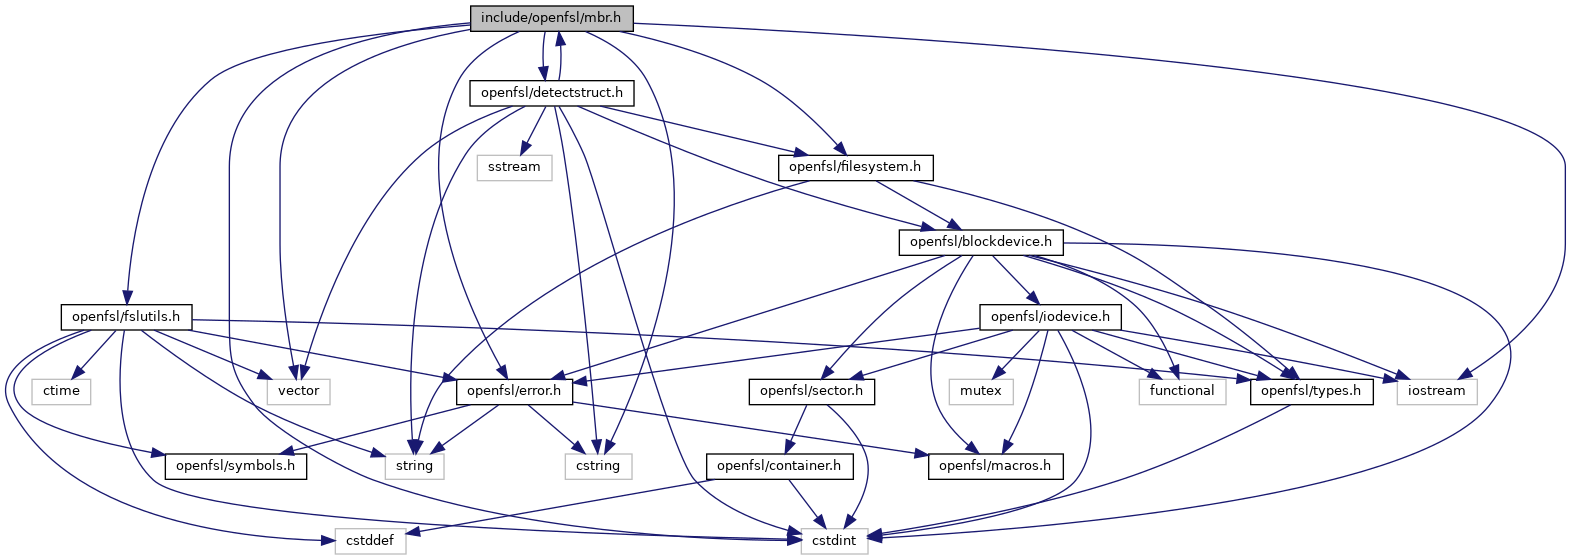 include/openfsl/mbr.h
openfsl/detectstruct.h
sstream
openfsl/filesystem.h
openfsl/blockdevice.h
openfsl/fslutils.h
openfsl/iodevice.h
ctime
vector
openfsl/error.h
openfsl/sector.h
mutex
functional
openfsl/types.h
iostream
openfsl/symbols.h
string
cstring
openfsl/container.h
openfsl/macros.h
cstddef
cstdint